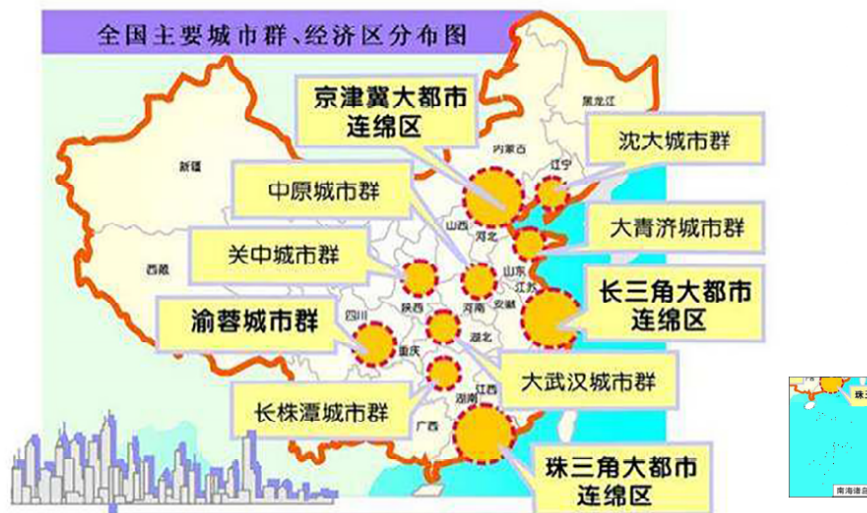 全国主要城市群、经济区分布图
京津冀大都市
连绵区
黑龙江
内蒙古
沈大城市群
辽宁
新疆
中原城市群
山西
河北
大青济城市群
关中城市群
山东
西藏
江苏
长三角大都市
连绵区
陕西
河南
安徽
渝蓉城市群
四川
重庆
湖北
大武汉城市群
江西
长株潭城市群
湖南
广西
珠三角大都市
连绵区
南海诸岛